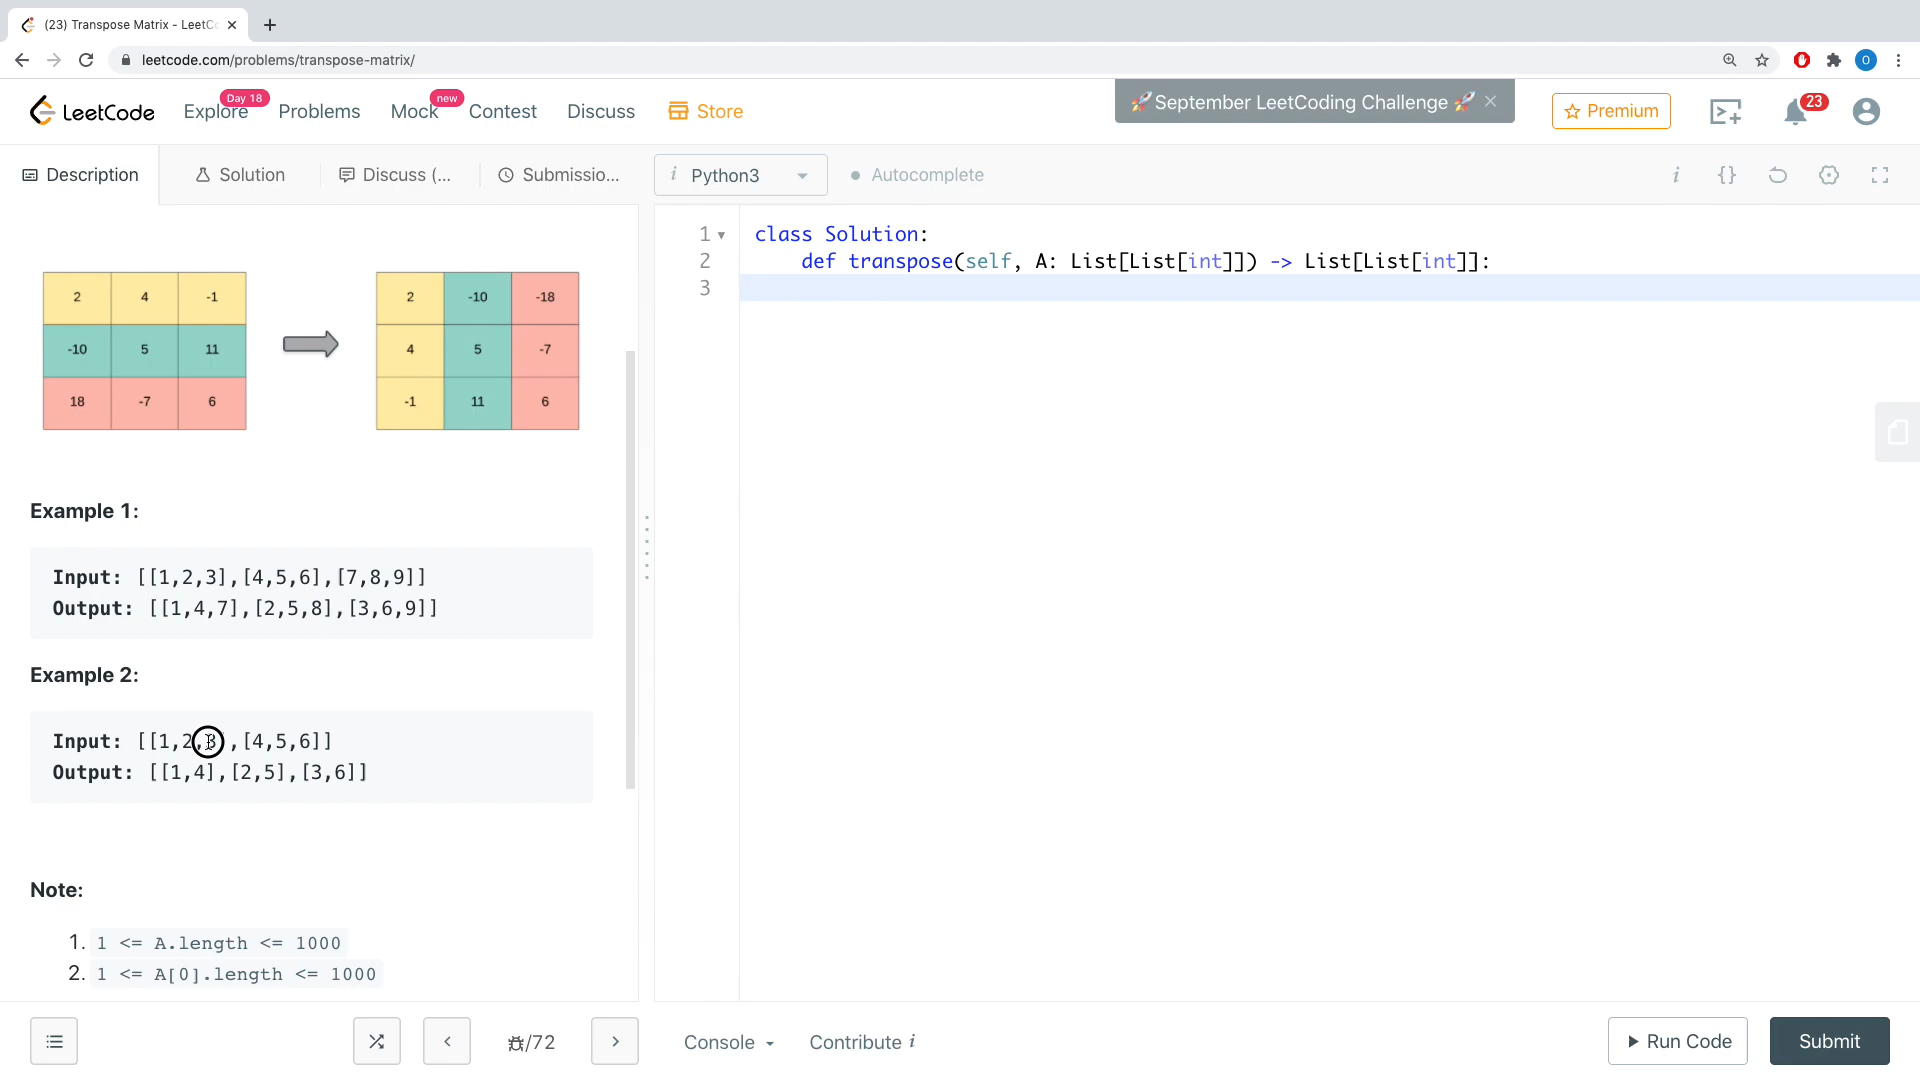 (23) Transpose Matrix - LeetCo
leetcode.com/problems/transpose-matrix/
O
LeetCode
Explore
Day 18
Problems
Mock
new
Contest
Discuss
Store
🚀September LeetCoding Challenge 🚀
Premium
23
Description
Solution
Discuss (...
Submissio...
i Python3
Autocomplete
i {}
2 4 -1
-10 5 11
18 -7 6
2 -10 -18
4 5 -7
-1 11 6
Example 1:
Input: [[1,2,3],[4,5,6],[7,8,9]]
Output: [[1,4,7],[2,5,8],[3,6,9]]
Example 2:
Input: [[1,2,3],[4,5,6]]
Output: [[1,4],[2,5],[3,6]]
Note:
1. 1 <= A.length <= 1000
2. 1 <= A[0].length <= 1000
1 class Solution:
2 def transpose(self, A: List[List[int]]) -> List[List[int]]:
3
/72
Console
Contribute i
Run Code
Submit